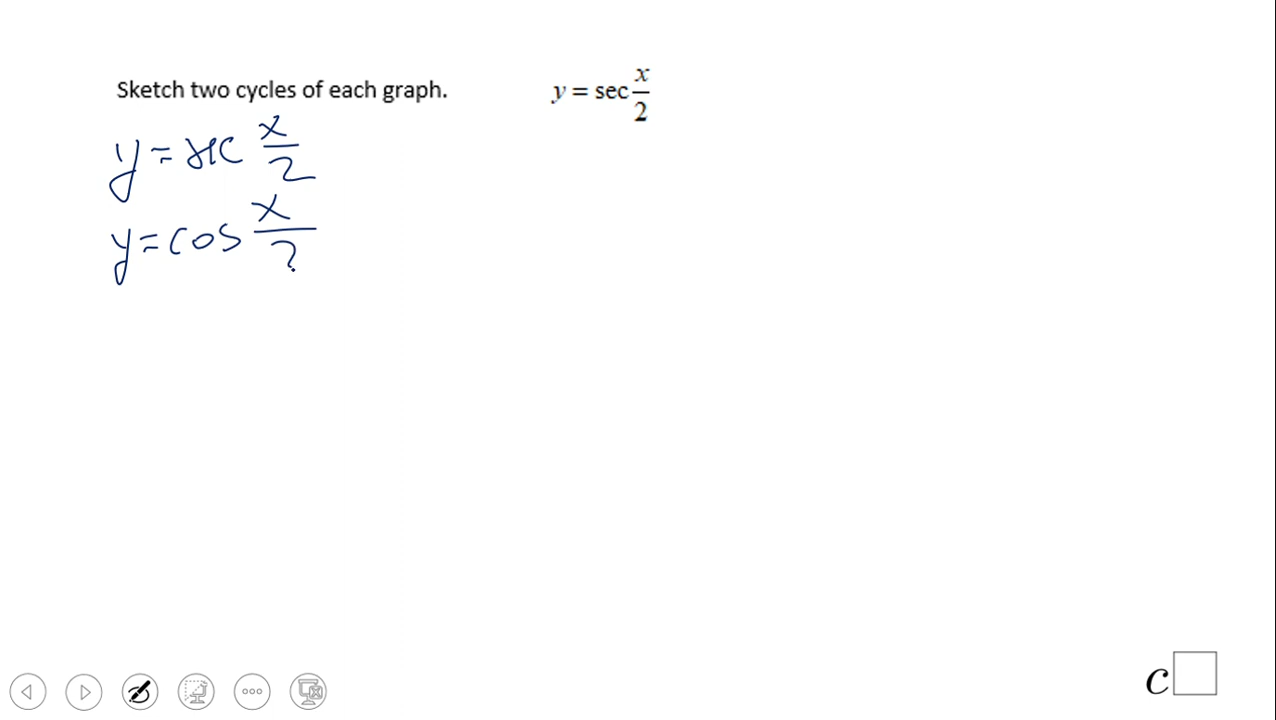 Sketch two cycles of each graph. y = sec x/2
y = sec x/2
y = cos x/2
c